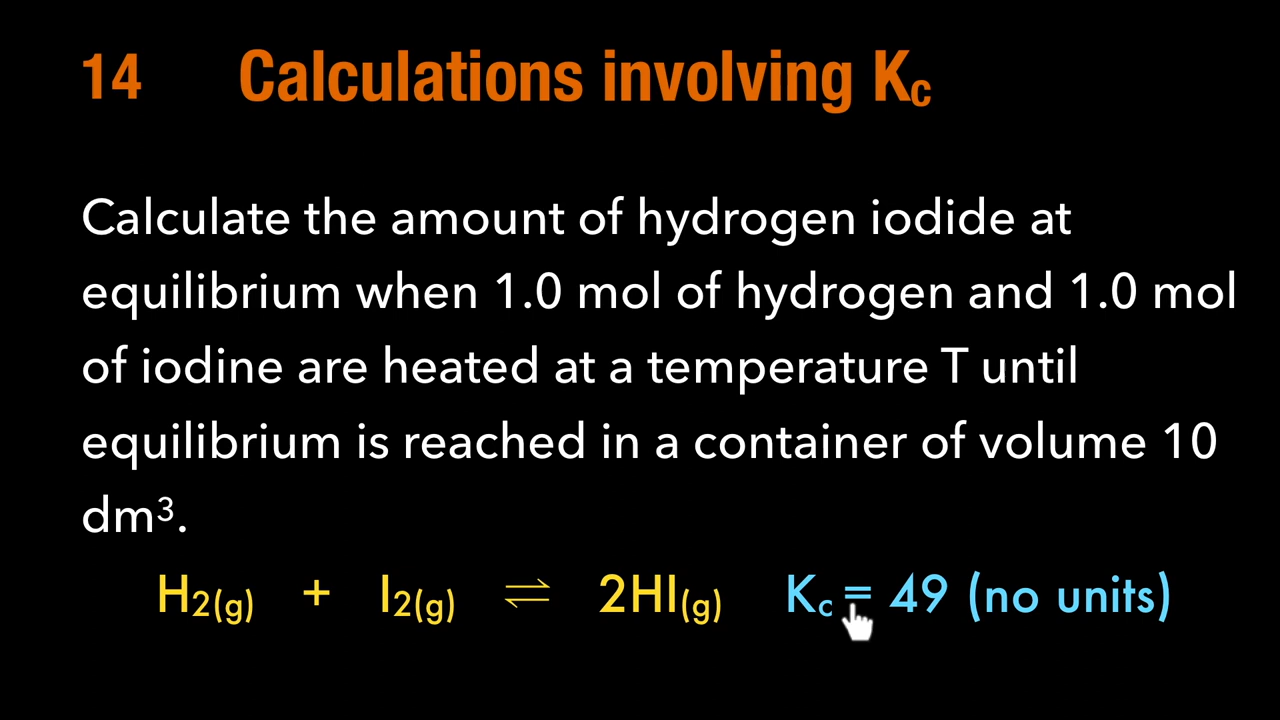 14 Calculations involving Kc
Calculate the amount of hydrogen iodide at
equilibrium when 1.0 mol of hydrogen and 1.0 mol
of iodine are heated at a temperature T until
equilibrium is reached in a container of volume 10
dm³.
H₂(g) + I₂(g) ⇌ 2HI(g) Kc = 49 (no units)